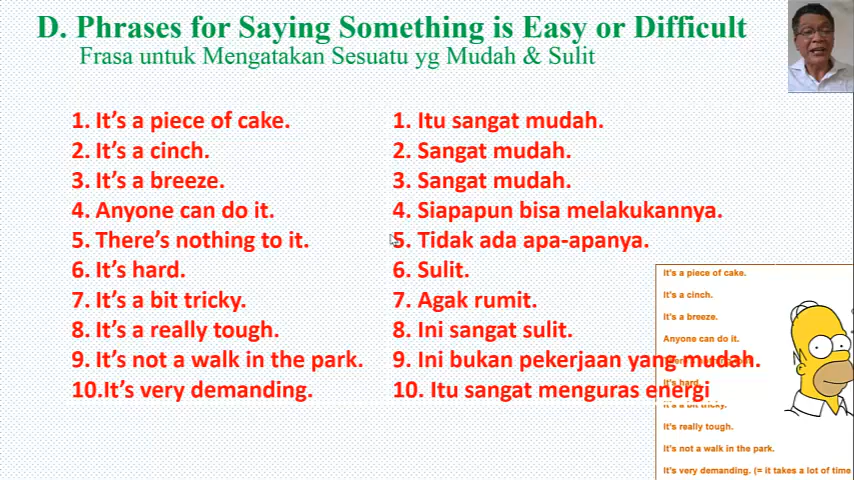 D. Phrases for Saying Something is Easy or Difficult
Frasa untuk Mengatakan Sesuatu yg Mudah & Sulit
1. It's a piece of cake.
2. It's a cinch.
3. It's a breeze.
4. Anyone can do it.
5. There's nothing to it.
6. It's hard.
7. It's a bit tricky.
8. It's a really tough.
9. It's not a walk in the park.
10.It's very demanding.
1. Itu sangat mudah.
2. Sangat mudah.
3. Sangat mudah.
4. Siapapun bisa melakukannya.
5. Tidak ada apa-apanya.
6. Sulit.
7. Agak rumit.
8. Ini sangat sulit.
9. Ini bukan pekerjaan yang mudah.
10. Itu sangat menguras energi
It's a piece of cake.
It's a cinch.
It's a breeze.
Anyone can do it.
It's hard.
It's a bit tricky.
It's really tough.
It's not a walk in the park.
It's very demanding. (= it takes a lot of time